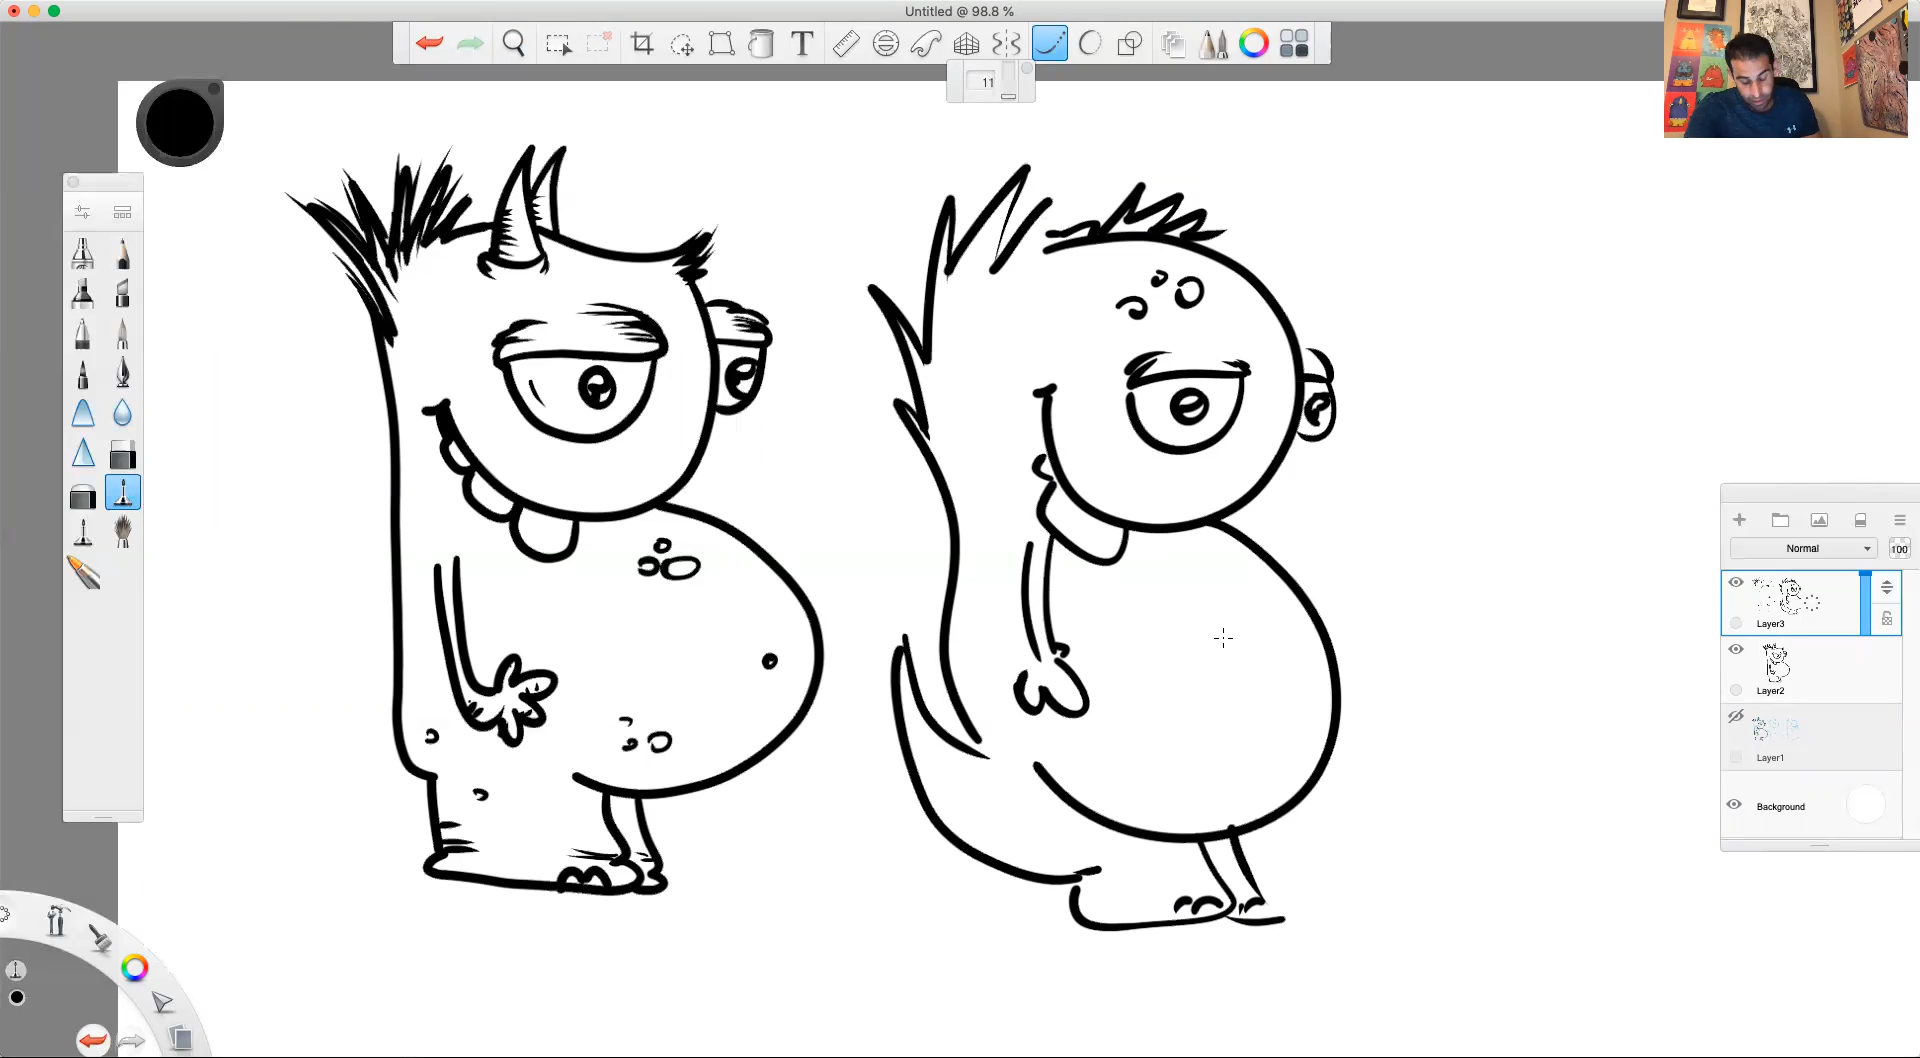 Untitled @ 98.8 %
T
11
Normal
100
Layer3
Layer2
Layer1
Background